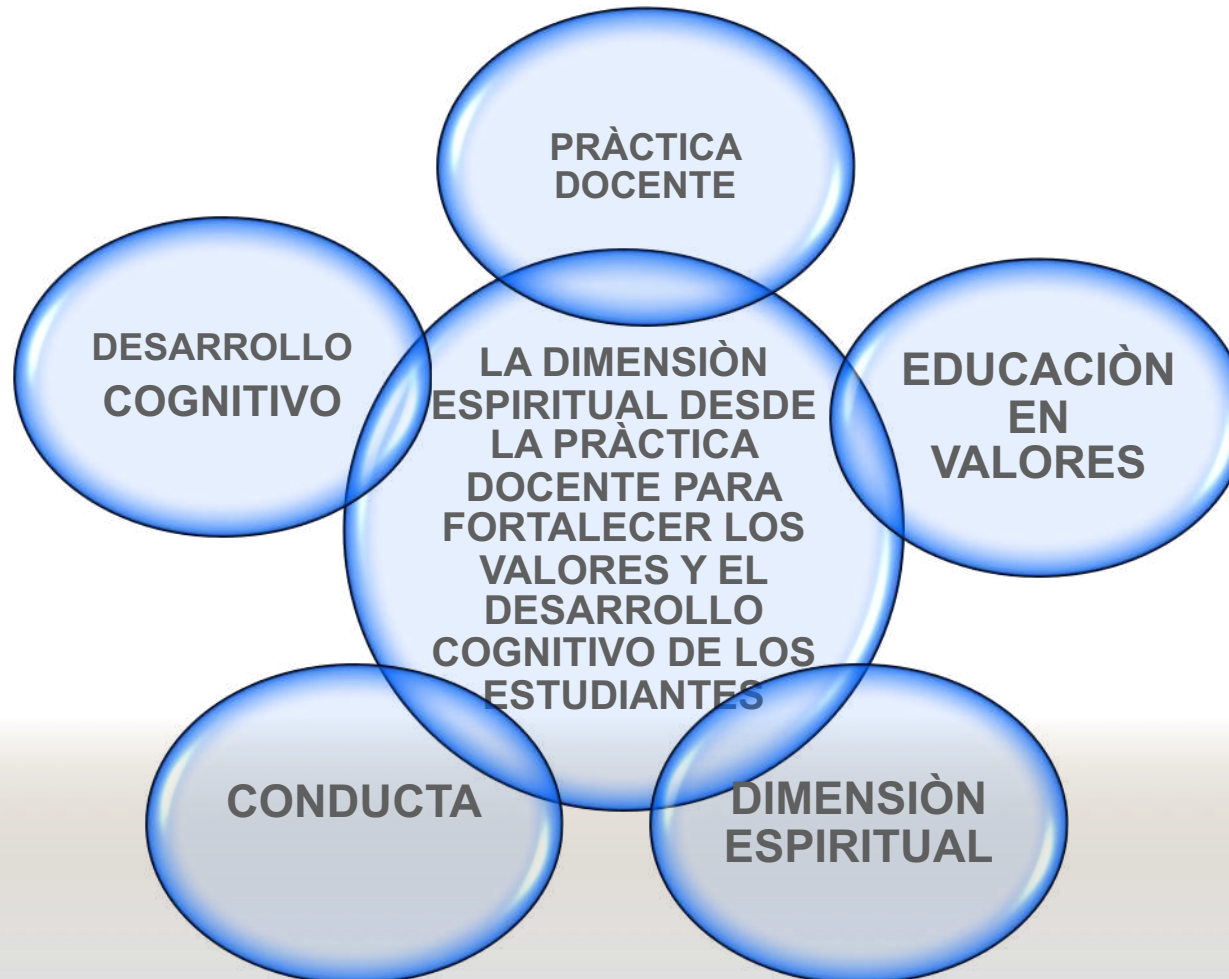 PRÀCTICA
DOCENTE
DESARROLLO
COGNITIVO
LA DIMENSIÒN
ESPIRITUAL DESDE
LA PRÀCTICA
DOCENTE PARA
FORTALECER LOS
VALORES Y EL
DESARROLLO
COGNITIVO DE LOS
ESTUDIANTES
EDUCACIÒN
EN
VALORES
CONDUCTA
DIMENSIÒN
ESPIRITUAL